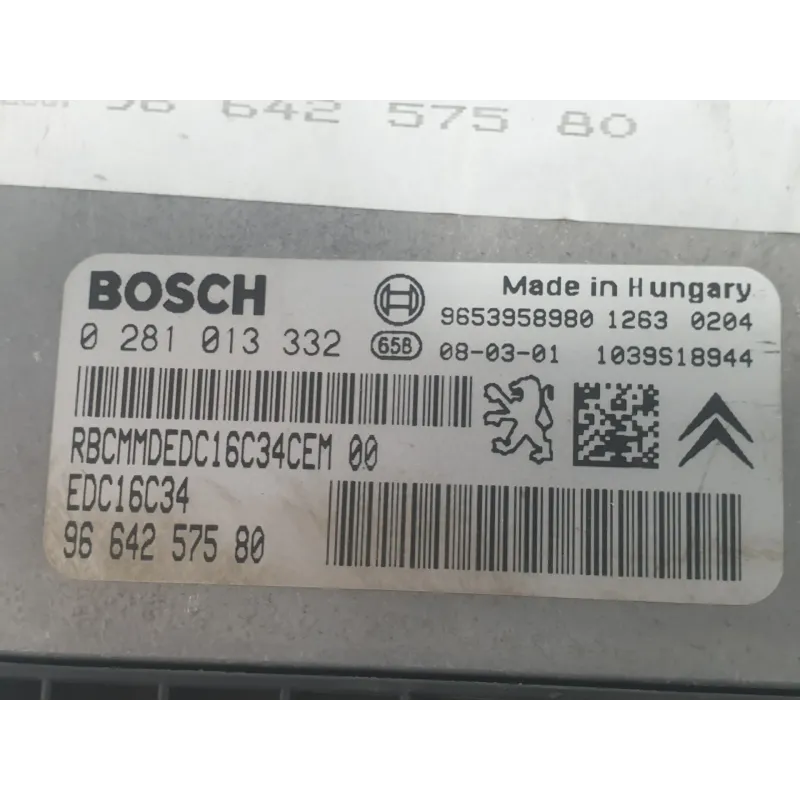 96 642 575 80
BOSCH
Made in Hungary
9653958980 1263 0204
0 281 013 332
65B
08-03-01 1039S18944
RBCMMDEDC16C34CEM 00
EDC16C34
96 642 575 80